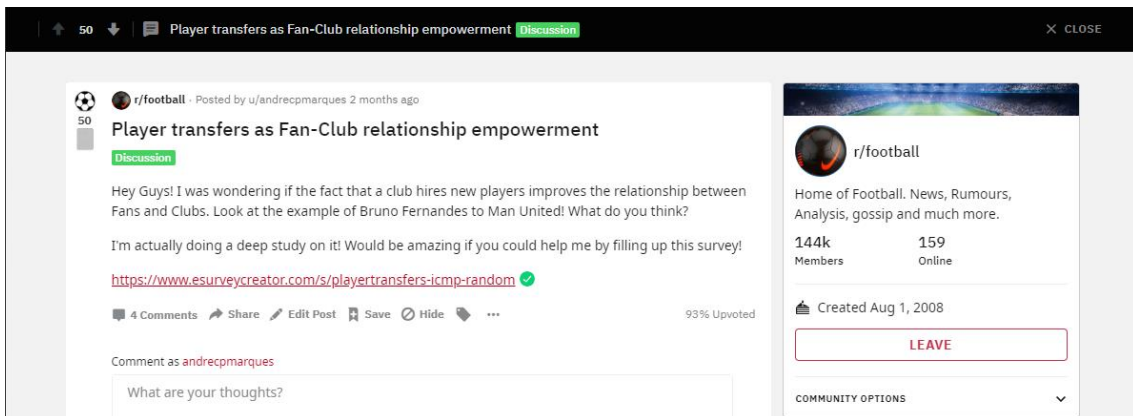 50 Player transfers as Fan-Club relationship empowerment Discussion
CLOSE
r/football · Posted by u/andrecpmarques 2 months ago
50
Player transfers as Fan-Club relationship empowerment
Discussion
Hey Guys! I was wondering if the fact that a club hires new players improves the relationship between
Fans and Clubs. Look at the example of Bruno Fernandes to Man United! What do you think?
I'm actually doing a deep study on it! Would be amazing if you could help me by filling up this survey!
https://www.esurveycreator.com/s/playertransfers-icmp-random
4 Comments Share Edit Post Save Hide ... 93% Upvoted
Comment as andrecpmarques
What are your thoughts?
r/football
Home of Football. News, Rumours,
Analysis, gossip and much more.
144k 159
Members Online
Created Aug 1, 2008
LEAVE
COMMUNITY OPTIONS